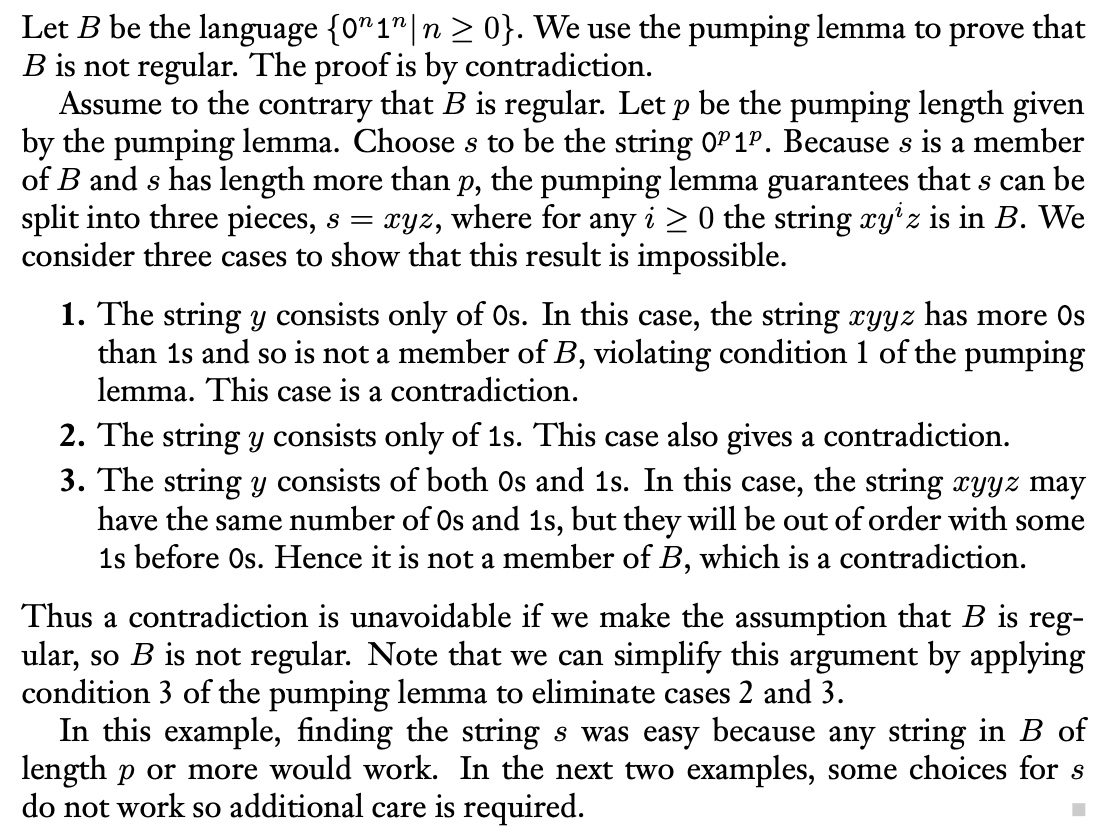 Let B be the language {0ⁿ1ⁿ| n ≥ 0}. We use the pumping lemma to prove that
B is not regular. The proof is by contradiction.
Assume to the contrary that B is regular. Let p be the pumping length given
by the pumping lemma. Choose s to be the string 0ᵖ1ᵖ. Because s is a member
of B and s has length more than p, the pumping lemma guarantees that s can be
split into three pieces, s = xyz, where for any i ≥ 0 the string xyⁱz is in B. We
consider three cases to show that this result is impossible.
1. The string y consists only of 0s. In this case, the string xyyz has more 0s
than 1s and so is not a member of B, violating condition 1 of the pumping
lemma. This case is a contradiction.
2. The string y consists only of 1s. This case also gives a contradiction.
3. The string y consists of both 0s and 1s. In this case, the string xyyz may
have the same number of 0s and 1s, but they will be out of order with some
1s before 0s. Hence it is not a member of B, which is a contradiction.
Thus a contradiction is unavoidable if we make the assumption that B is reg-
ular, so B is not regular. Note that we can simplify this argument by applying
condition 3 of the pumping lemma to eliminate cases 2 and 3.
In this example, finding the string s was easy because any string in B of
length p or more would work. In the next two examples, some choices for s
do not work so additional care is required.